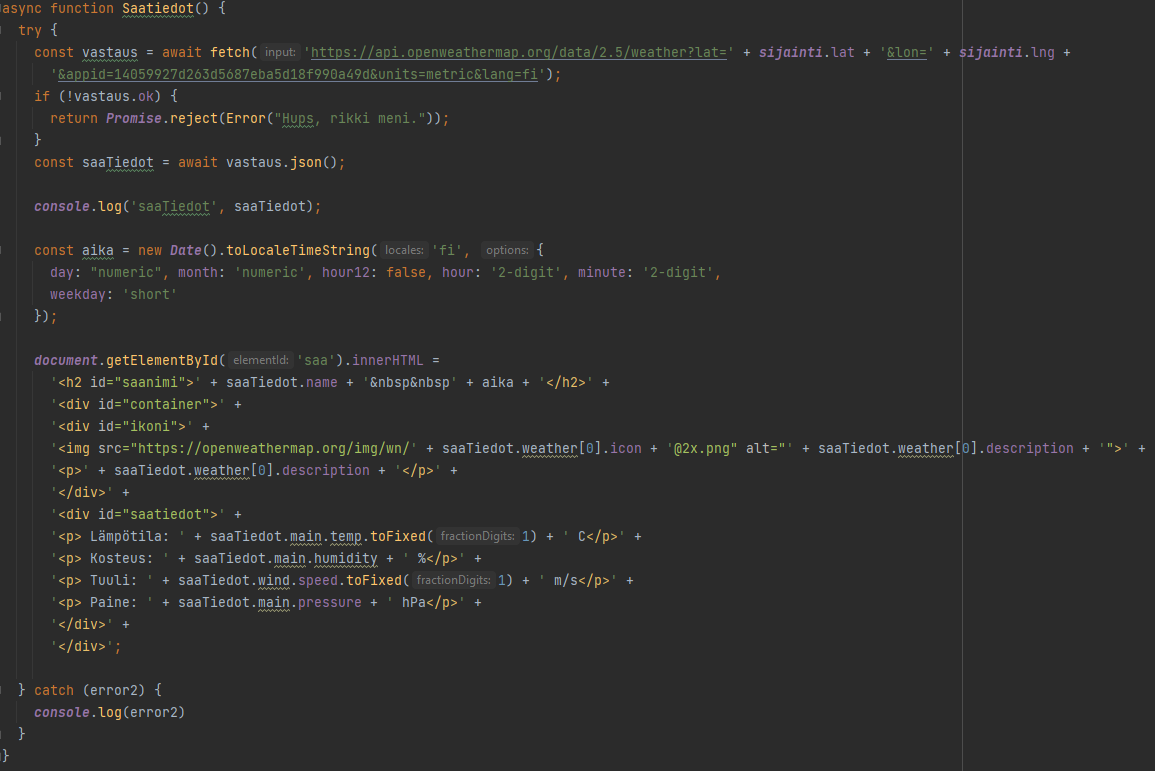 async function Saatiedot() {
try {
const vastaus = await fetch( input: 'https://api.openweathermap.org/data/2.5/weather?lat=' + sijainti.lat + '&lon=' + sijainti.lng +
'&appid=14059927d263d5687eba5d18f990a49d&units=metric&lang=fi');
if (!vastaus.ok) {
return Promise.reject(Error("Hups, rikki meni."));
}
const saaTiedot = await vastaus.json();
console.log('saaTiedot', saaTiedot);
const aika = new Date().toLocaleTimeString( locales: 'fi', options: {
day: "numeric", month: 'numeric', hour12: false, hour: '2-digit', minute: '2-digit',
weekday: 'short'
});
document.getElementById( elementId: 'saa').innerHTML =
'<h2 id="saanimi">' + saaTiedot.name + '&nbsp&nbsp' + aika + '</h2>' +
'<div id="container">' +
'<div id="ikoni">' +
'<img src="https://openweathermap.org/img/wn/' + saaTiedot.weather[0].icon + '@2x.png" alt="' + saaTiedot.weather[0].description + '">' +
'<p>' + saaTiedot.weather[0].description + '</p>' +
'</div>' +
'<div id="saatiedot">' +
'<p> Lämpötila: ' + saaTiedot.main.temp.toFixed( fractionDigits: 1) + ' C</p>' +
'<p> Kosteus: ' + saaTiedot.main.humidity + ' %</p>' +
'<p> Tuuli: ' + saaTiedot.wind.speed.toFixed( fractionDigits: 1) + ' m/s</p>' +
'<p> Paine: ' + saaTiedot.main.pressure + ' hPa</p>' +
'</div>' +
'</div>';
} catch (error2) {
console.log(error2)
}
}